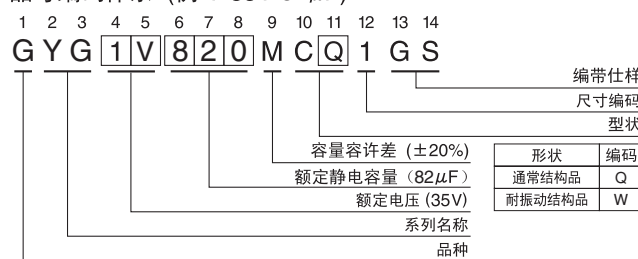 1 2 3 4 5 6 7 8 9 10 11 12 13 14
G Y G 1 V 8 2 0 M C Q 1 G S
编带仕样
尺寸编码
型状
容量容许差 (±20%)
额定静电容量（82μF）
额定电压 (35V)
系列名称
品种
形状 编码
通常结构品 Q
耐振动结构品 W